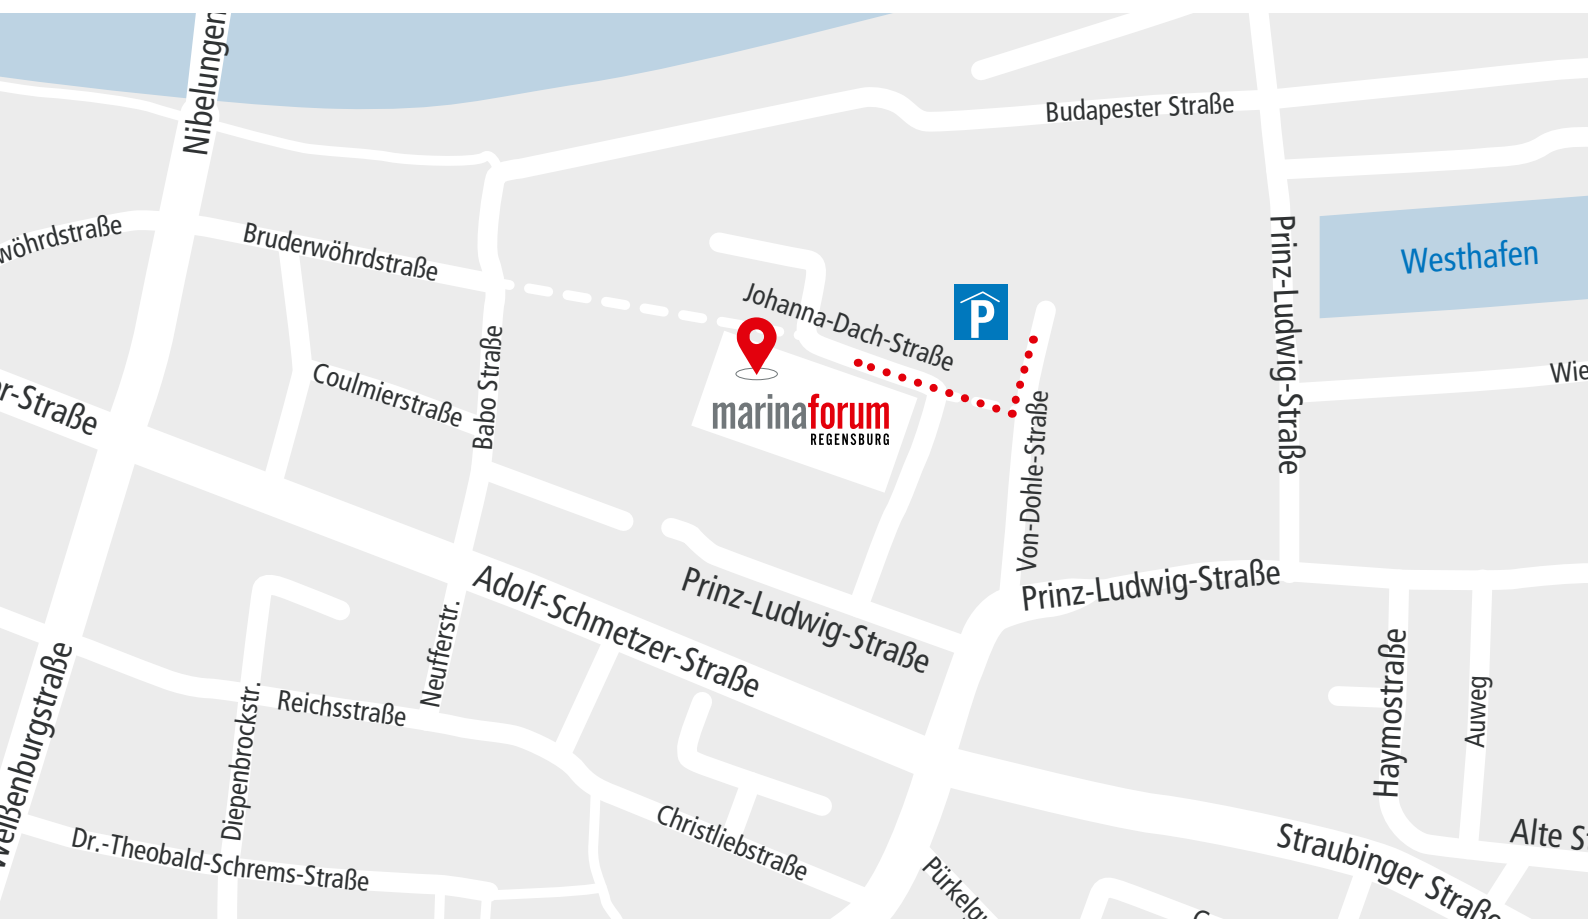 Nibelungen
Budapester Straße
wöhrdstraße
Bruderwöhrdstraße
Prinz-Ludwig-Straße
Westhafen
Johanna-Dach-Straße
P
Babo Straße
Coulmierstraße
r-Straße
Wie
marinaforum
REGENSBURG
Von-Dohle-Straße
Adolf-Schmetzer-Straße
Prinz-Ludwig-Straße
Prinz-Ludwig-Straße
Neufferstr.
Weißenburgstraße
Diepenbrockstr.
Reichsstraße
Haymostraße
Auweg
Christliebstraße
Dr.-Theobald-Schrems-Straße
Pürkelgu
Straubinger Straße
Alte St